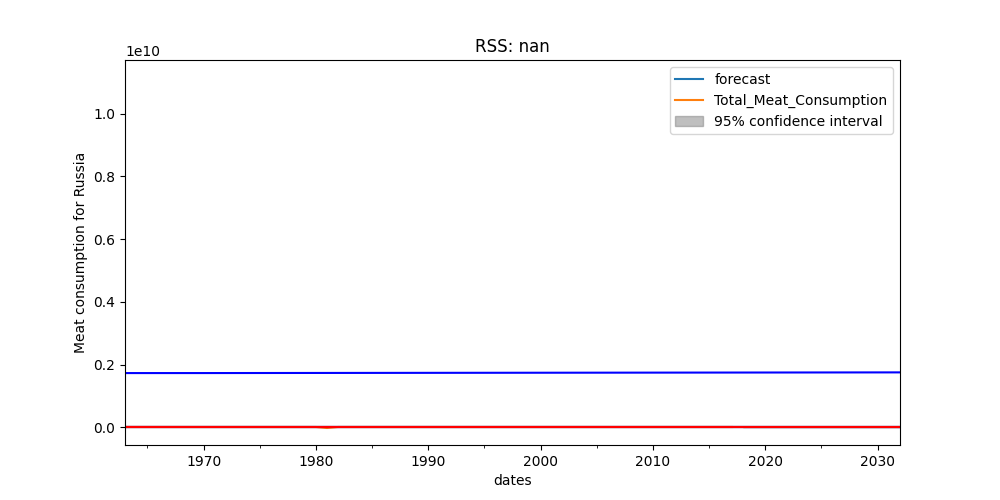 RSS: nan
1e10
forecast
Total_Meat_Consumption
95% confidence interval
Meat consumption for Russia
1.0
0.8
0.6
0.4
0.2
0.0
1970 1980 1990 2000 2010 2020 2030
dates